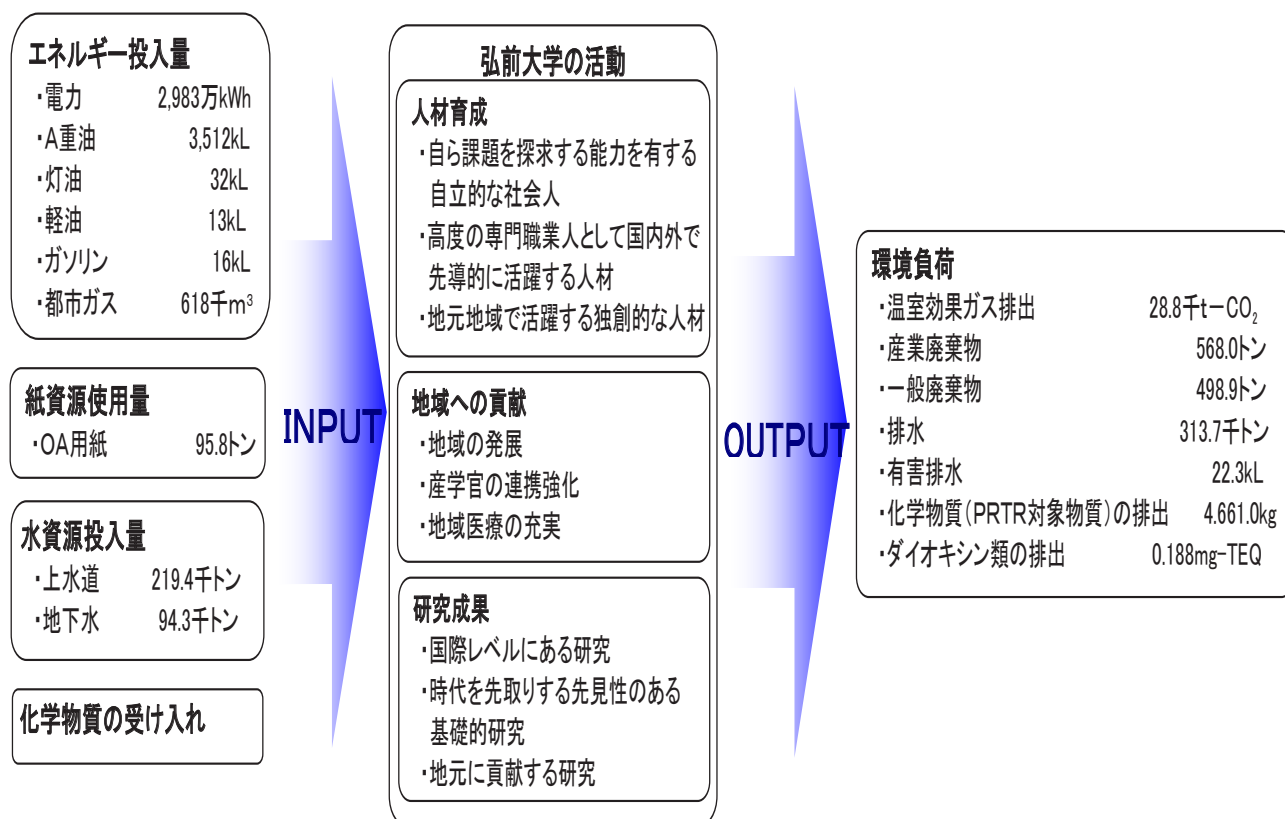 エネルギー投入量
・電力 2,983万kWh
・A重油 3,512kL
・灯油 32kL
・軽油 13kL
・ガソリン 16kL
・都市ガス 618千m³
紙資源使用量
・OA用紙 95.8トン
水資源投入量
・上水道 219.4千トン
・地下水 94.3千トン
化学物質の受け入れ
INPUT
弘前大学の活動
人材育成
・自ら課題を探求する能力を有する
自立的な社会人
・高度の専門職業人として国内外で
先導的に活躍する人材
・地元地域で活躍する独創的な人材
地域への貢献
・地域の発展
・産学官の連携強化
・地域医療の充実
研究成果
・国際レベルにある研究
・時代を先取りする先見性のある
基礎的研究
・地元に貢献する研究
OUTPUT
環境負荷
・温室効果ガス排出 28.8千t－CO₂
・産業廃棄物 568.0トン
・一般廃棄物 498.9トン
・排水 313.7千トン
・有害排水 22.3kL
・化学物質（PRTR対象物質）の排出 4.661.0kg
・ダイオキシン類の排出 0.188mg-TEQ